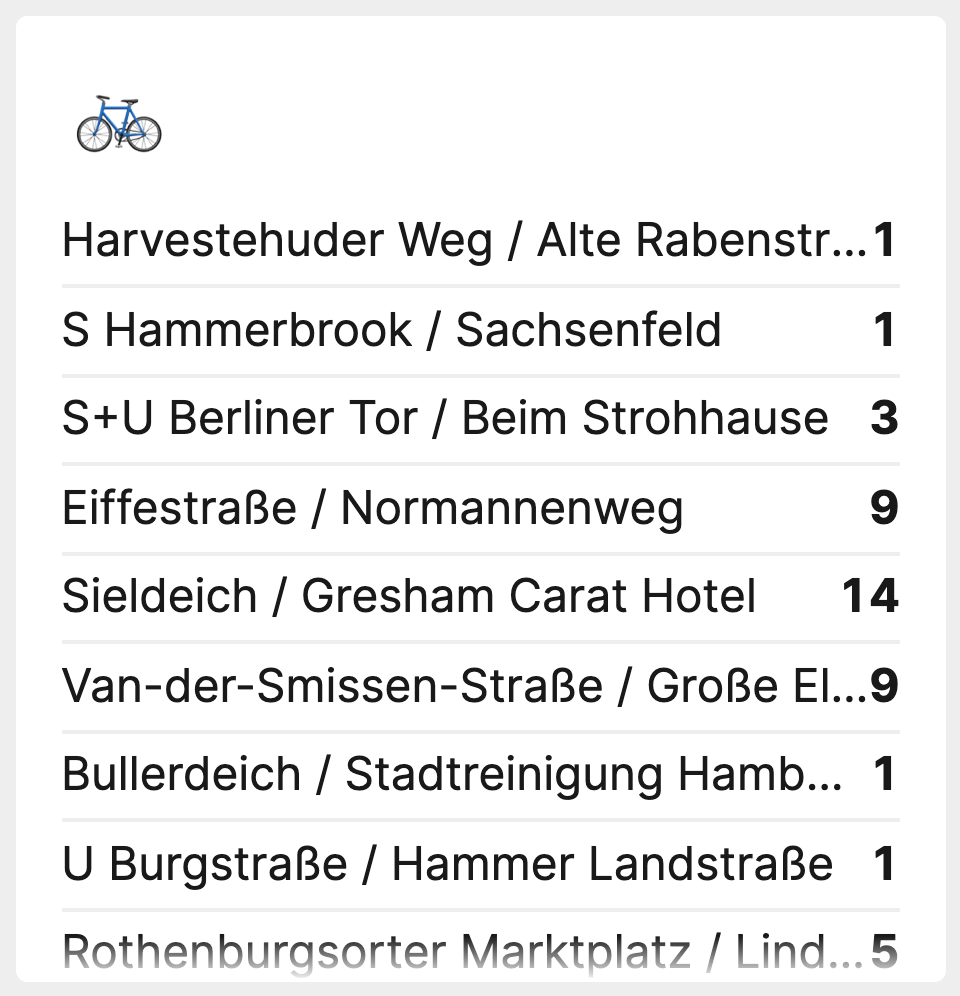 Harvestehuder Weg / Alte Rabenstr... 1
S Hammerbrook / Sachsenfeld 1
S+U Berliner Tor / Beim Strohhause 3
Eiffestraße / Normannenweg 9
Sieldeich / Gresham Carat Hotel 14
Van-der-Smissen-Straße / Große El... 9
Bullerdeich / Stadtreinigung Hamb... 1
U Burgstraße / Hammer Landstraße 1
Rothenburgsorter Marktplatz / Lind... 5